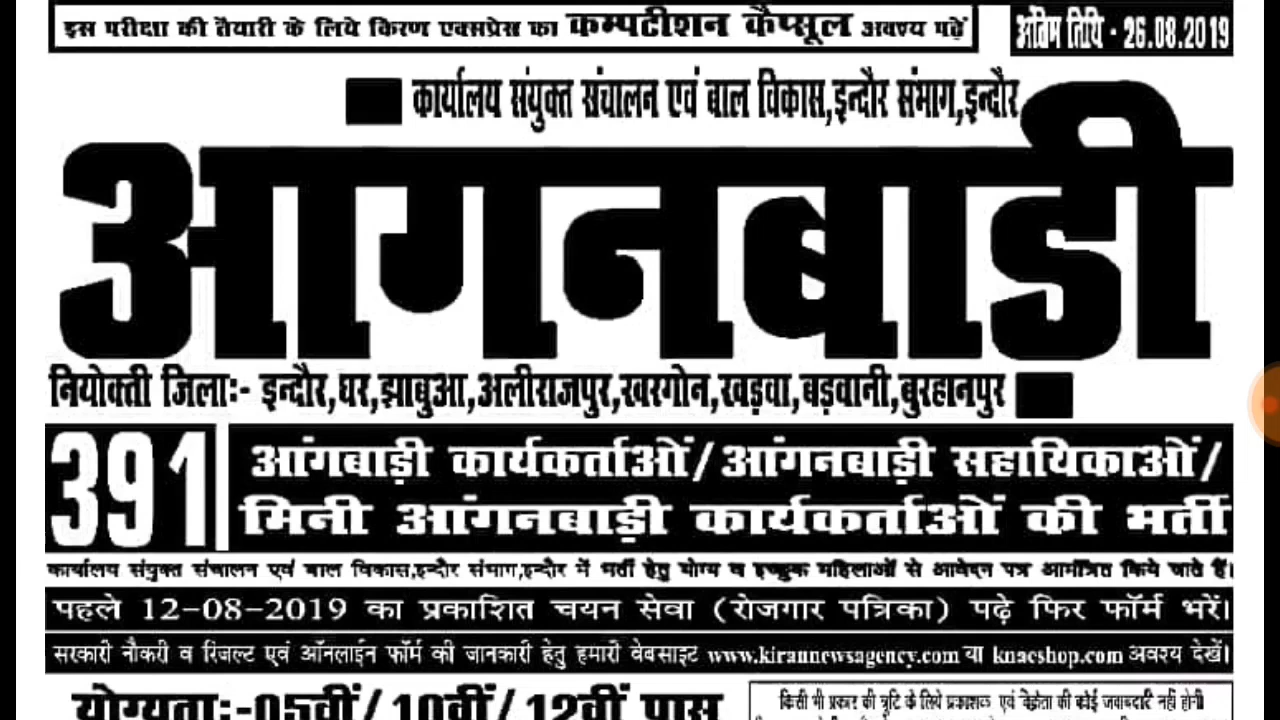 इस परीक्षा की तैयारी के लिये किरण एक्सप्रेस का कम्पटीशन कैप्सूल अवश्य पढ़ें
अंतिम तिथि - 26.08.2019
कार्यालय संयुक्त संचालन एवं बाल विकास,इन्दौर संभाग,इन्दौर
आगनबाड़ी
नियोक्ती जिलाः- इन्दौर,घर,झाबुआ,अलीराजपुर,खरगोन,खड़वा,बड़वानी,बुरहानपुर
391
आंगबाड़ी कार्यकर्ताओं/आंगनबाड़ी सहायिकाओं/
मिनी आंगनबाड़ी कार्यकर्ताओं की भर्ती
कार्यालय संयुक्त संचालन एवं बाल विकास,इन्दौर संभाग,इन्दौर में भर्ती हेतु योग्य व इच्छुक महिलाओं से आवेदन पत्र आमंत्रित किये जाते हैं।
पहले 12-08-2019 का प्रकाशित चयन सेवा (रोजगार पत्रिका) पढ़े फिर फॉर्म भरें।
सरकारी नौकरी व रिजल्ट एवं ऑनलाईन फॉर्म की जानकारी हेतु हमारी वेबसाइट www.kirannewsagency.com या knaeshop.com अवश्य देखें।
योग्यताः-05वीं/10वीं/12वीं पास
किसी भी प्रकार की त्रुटि के लिये प्रकाशक एवं विक्रेता की कोई जवाबदारी नहीं होगी